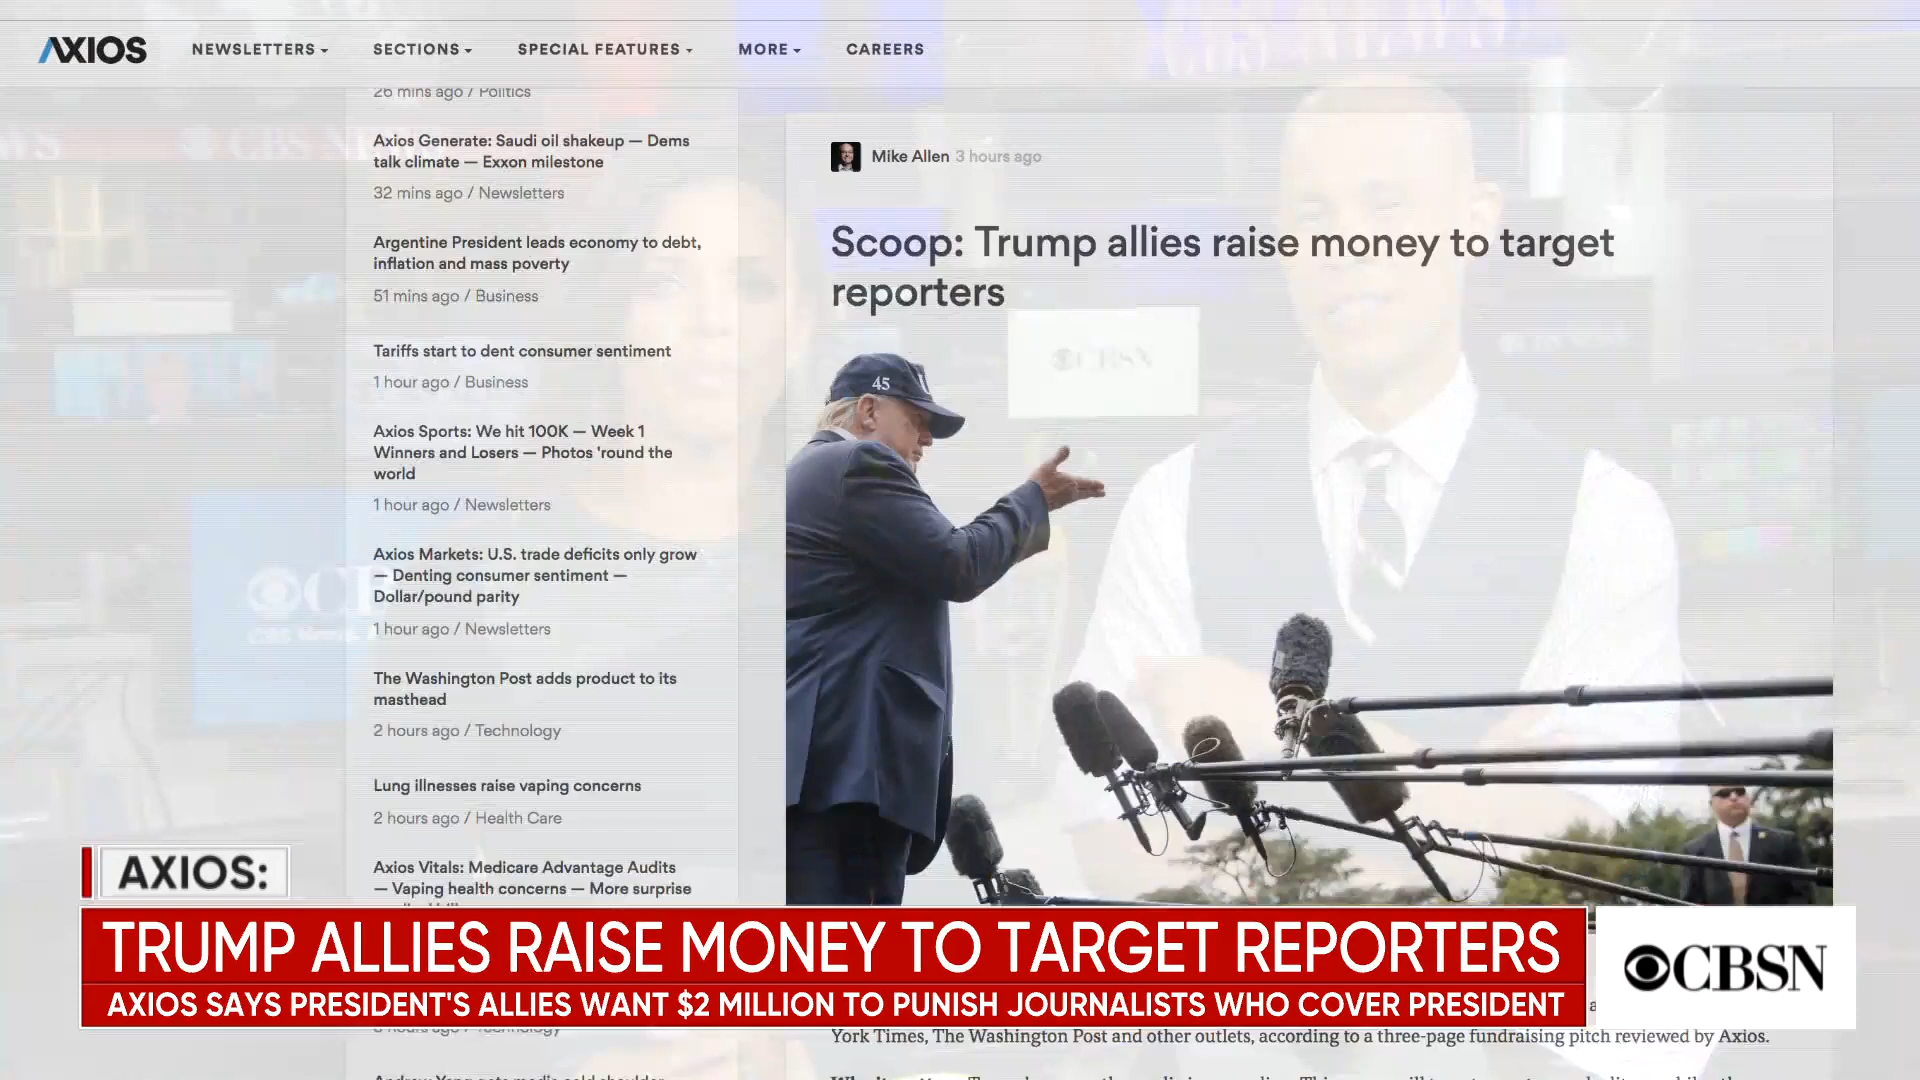 AXIOS
NEWSLETTERS
SECTIONS
SPECIAL FEATURES
MORE
CAREERS
26 mins ago / Politics
Axios Generate: Saudi oil shakeup — Dems
talk climate — Exxon milestone
32 mins ago / Newsletters
Argentine President leads economy to debt,
inflation and mass poverty
51 mins ago / Business
Tariffs start to dent consumer sentiment
1 hour ago / Business
Axios Sports: We hit 100K — Week 1
Winners and Losers — Photos 'round the
world
1 hour ago / Newsletters
Axios Markets: U.S. trade deficits only grow
— Denting consumer sentiment —
Dollar/pound parity
1 hour ago / Newsletters
The Washington Post adds product to its
masthead
2 hours ago / Technology
Lung illnesses raise vaping concerns
2 hours ago / Health Care
Axios Vitals: Medicare Advantage Audits
— Vaping health concerns — More surprise
Mike Allen 3 hours ago
Scoop: Trump allies raise money to target
reporters
45
CBSN
CBS NEWS
AXIOS:
TRUMP ALLIES RAISE MONEY TO TARGET REPORTERS
AXIOS SAYS PRESIDENT'S ALLIES WANT $2 MILLION TO PUNISH JOURNALISTS WHO COVER PRESIDENT
CBSN
York Times, The Washington Post and other outlets, according to a three-page fundraising pitch reviewed by Axios.